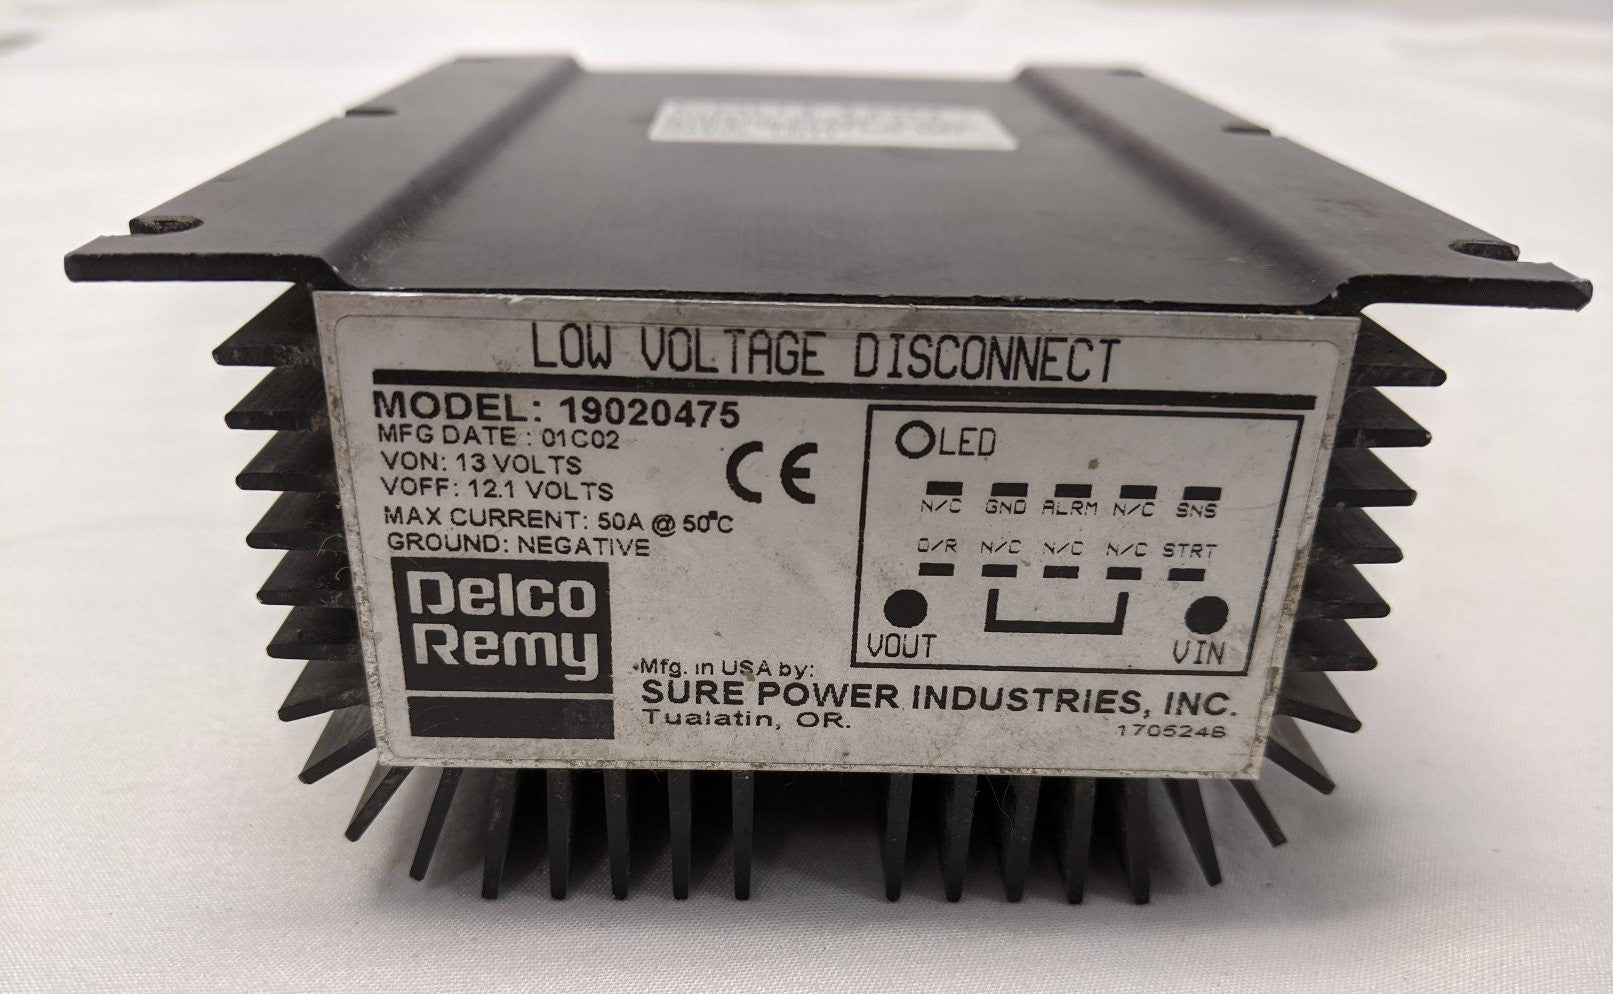 LOW VOLTAGE DISCONNECT
MODEL: 19020475
MFG DATE : 01C02
VON: 13 VOLTS
VOFF: 12.1 VOLTS
MAX CURRENT: 50A @ 50°C
GROUND: NEGATIVE
CE
Delco
Remy
LED
N/C GND ALRM N/C SNS
O/R N/C N/C N/C STRT
VOUT VIN
Mfg. in USA by:
SURE POWER INDUSTRIES, INC.
Tualatin, OR.
170524B